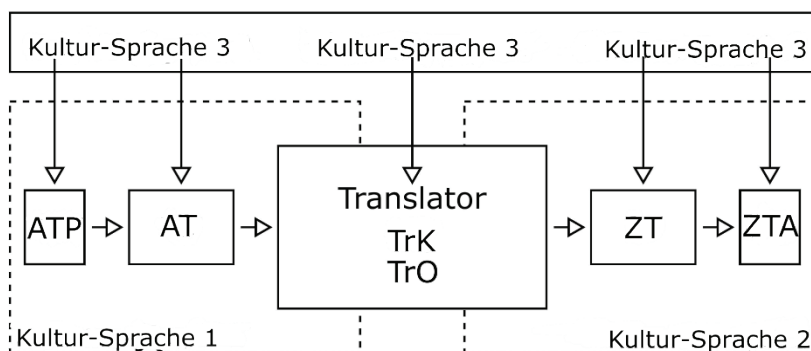 Kultur-Sprache 3 Kultur-Sprache 3 Kultur-Sprache 3
ATP AT Translator ZT ZTA
TrK
TrO
Kultur-Sprache 1 Kultur-Sprache 2